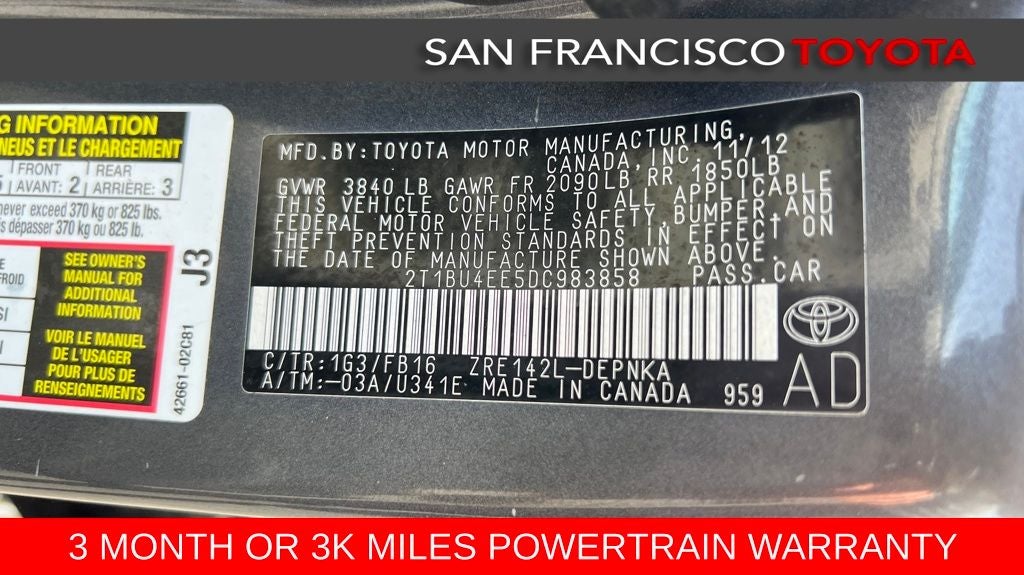 SAN FRANCISCO TOYOTA
G INFORMATION
NEUS ET LE CHARGEMENT
FRONT
AVANT: 2
REAR
ARRIÈRE: 3
never exceed 370 kg or 825 lbs.
dépasser 370 kg ou 825 lb.
SEE OWNER'S
MANUAL FOR
ADDITIONAL
INFORMATION
VOIR LE MANUEL
DE L'USAGER
POUR PLUS DE
RENSEIGNEMENTS
J3
42661-02C81
MFD.BY:TOYOTA MOTOR MANUFACTURING,
CANADA, INC. 11/12
GVWR 3840 LB GAWR FR 2090LB, RR 1850LB
THIS VEHICLE CONFORMS TO ALL APPLICABLE
FEDERAL MOTOR VEHICLE SAFETY, BUMPER, AND
THEFT PREVENTION STANDARDS IN EFFECT ON
THE DATE OF MANUFACTURE SHOWN ABOVE.
2T1BU4EE5DC983858 PASS.CAR
C/TR:1G3/FB16 ZRE142L-DEPNKA
A/TM:-03A/U341E MADE IN CANADA 959
AD
3 MONTH OR 3K MILES POWERTRAIN WARRANTY